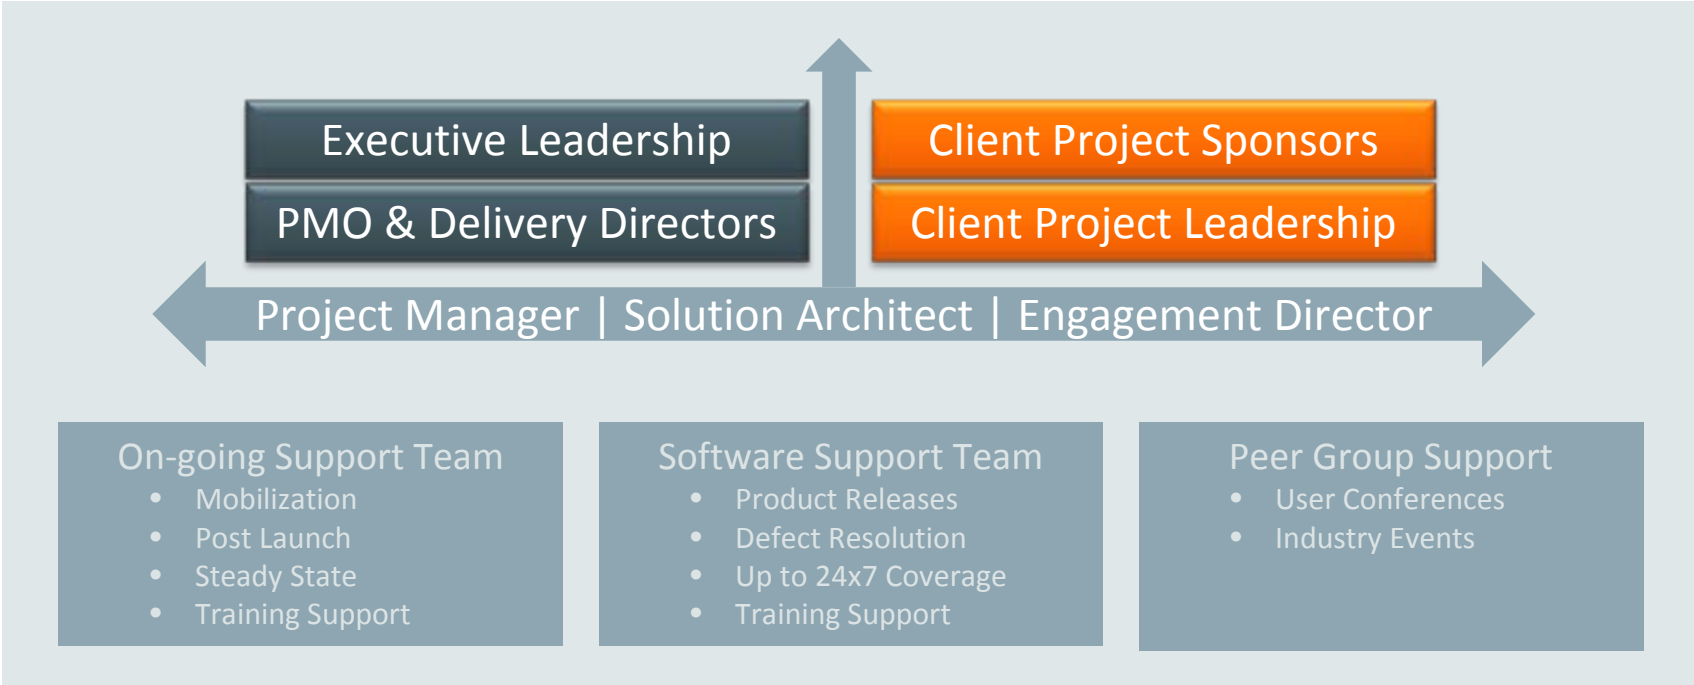 Executive Leadership
Client Project Sponsors
PMO & Delivery Directors
Client Project Leadership
Project Manager | Solution Architect | Engagement Director
On-going Support Team
• Mobilization
• Post Launch
• Steady State
• Training Support
Software Support Team
• Product Releases
• Defect Resolution
• Up to 24x7 Coverage
• Training Support
Peer Group Support
• User Conferences
• Industry Events